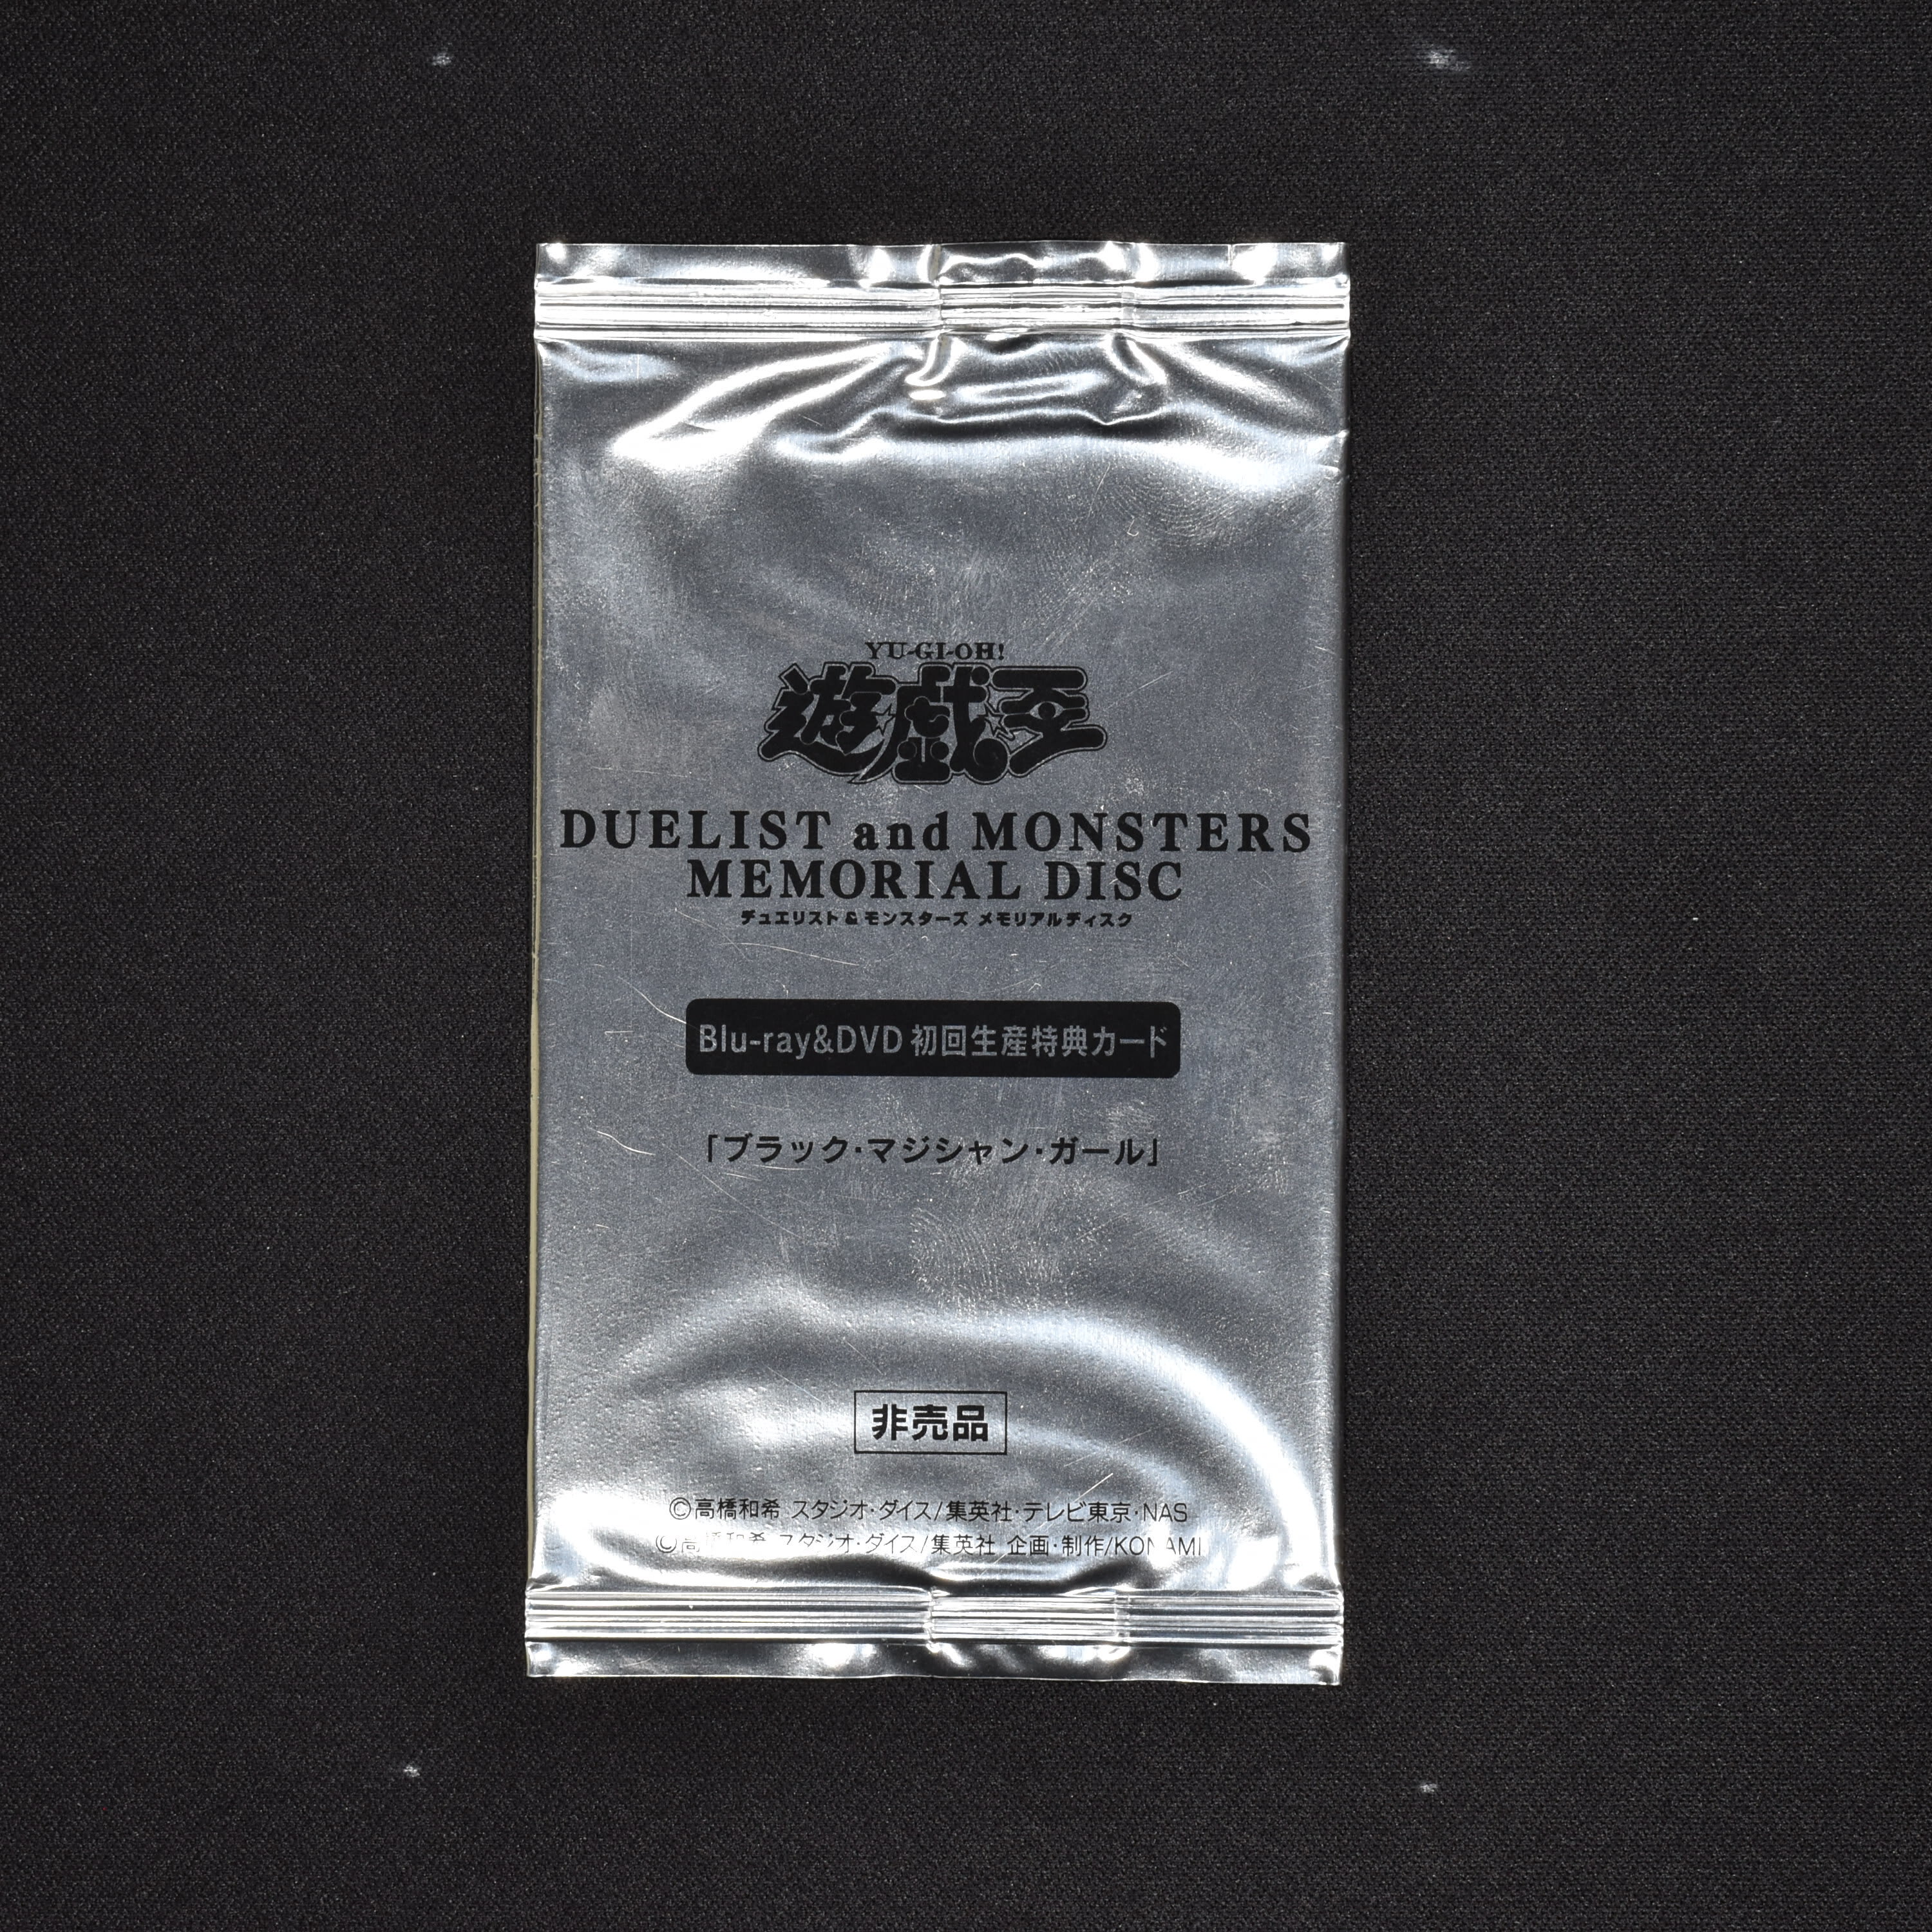 YU-GI-OH!
遊戯王
DUELIST and MONSTERS
MEMORIAL DISC
デュエリスト&モンスターズ メモリアルディスク
Blu-ray&DVD 初回生産特典カード
「ブラック・マジシャン・ガール」
非売品
©高橋和希 スタジオ・ダイス/集英社・テレビ東京・NAS
©高橋和希 スタジオ・ダイス/集英社 企画・制作/KONAMI